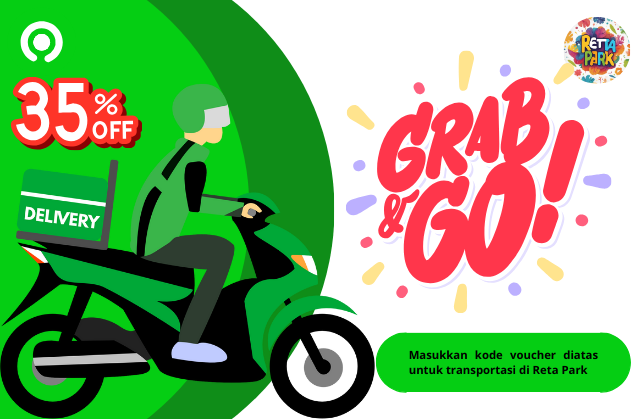 35% OFF
DELIVERY
RETA
PARK
GRAB
& GO!
Masukkan kode voucher diatas
untuk transportasi di Reta Park